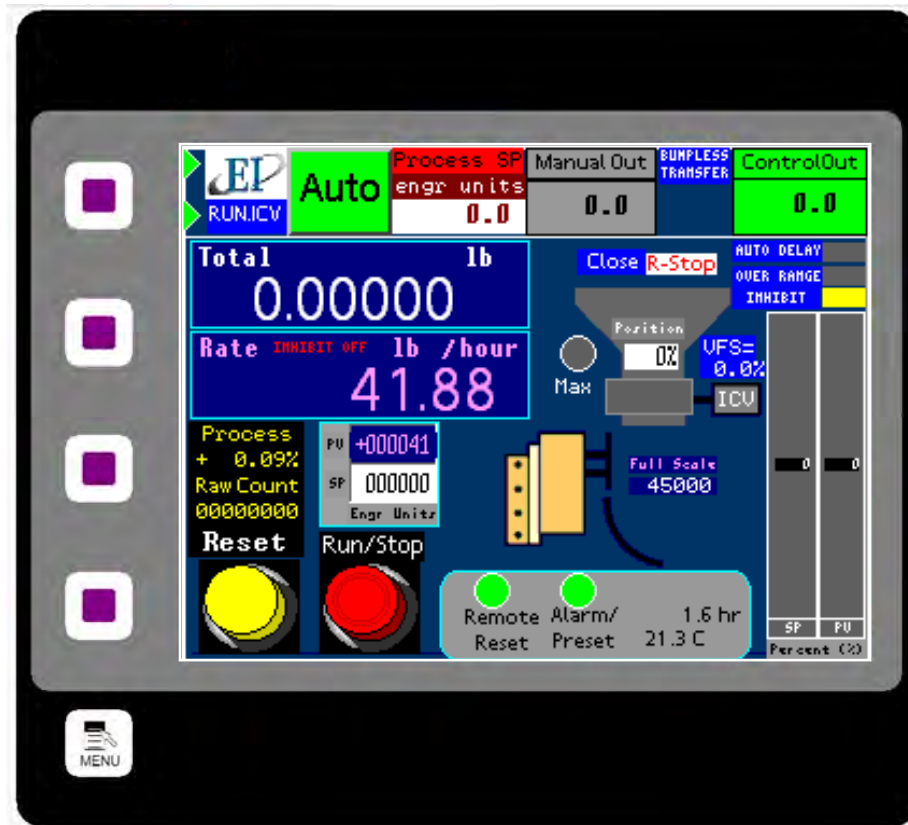 EI
RUN.ICV
Auto
Process SP
engr units
0.0
Manual Out
0.0
BUMPLESS
TRANSFER
ControlOut
0.0
Total lb
0.00000
Rate INHIBIT OFF lb /hour
41.88
Close R-Stop
AUTO DELAY
OVER RANGE
INHIBIT
Position
0%
VFS=
0.0%
Max
ICV
Process
+ 0.09%
Raw Count
00000000
PV +000041
SP 000000
Engr Units
Full Scale
45000
0 0
Reset
Run/Stop
Remote
Reset
Alarm/
Preset
1.6 hr
21.3 C
SP PV
Percent (%)
MENU